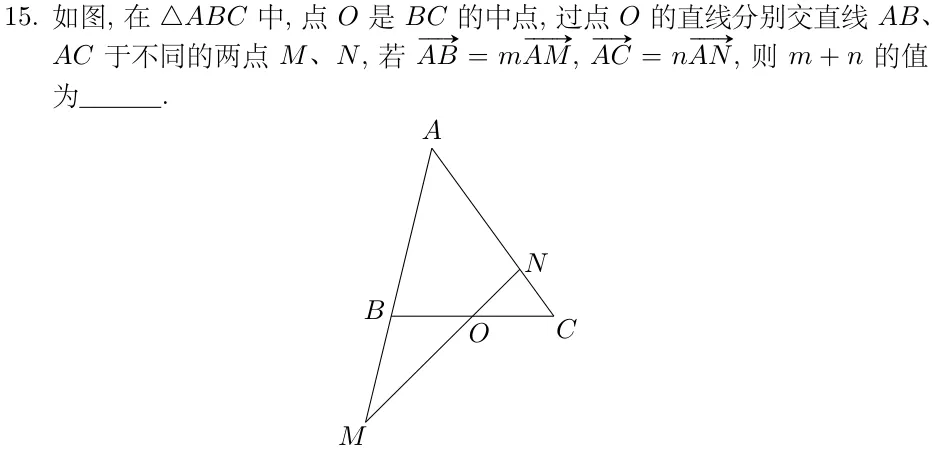 15. 如图, 在 △ABC 中, 点 O 是 BC 的中点, 过点 O 的直线分别交直线 AB、
AC 于不同的两点 M、N, 若 $\overrightarrow{AB} = m\overrightarrow{AM}$, $\overrightarrow{AC} = n\overrightarrow{AN}$, 则 m + n 的值
为______.
A
N
B
O
C
M